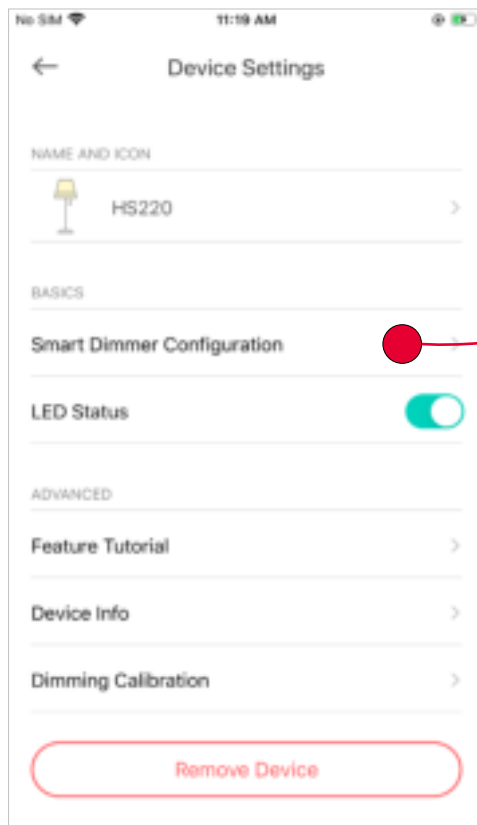 No SIM 11:19 AM
Device Settings
NAME AND ICON
HS220
BASICS
Smart Dimmer Configuration
LED Status
ADVANCED
Feature Tutorial
Device Info
Dimming Calibration
Remove Device